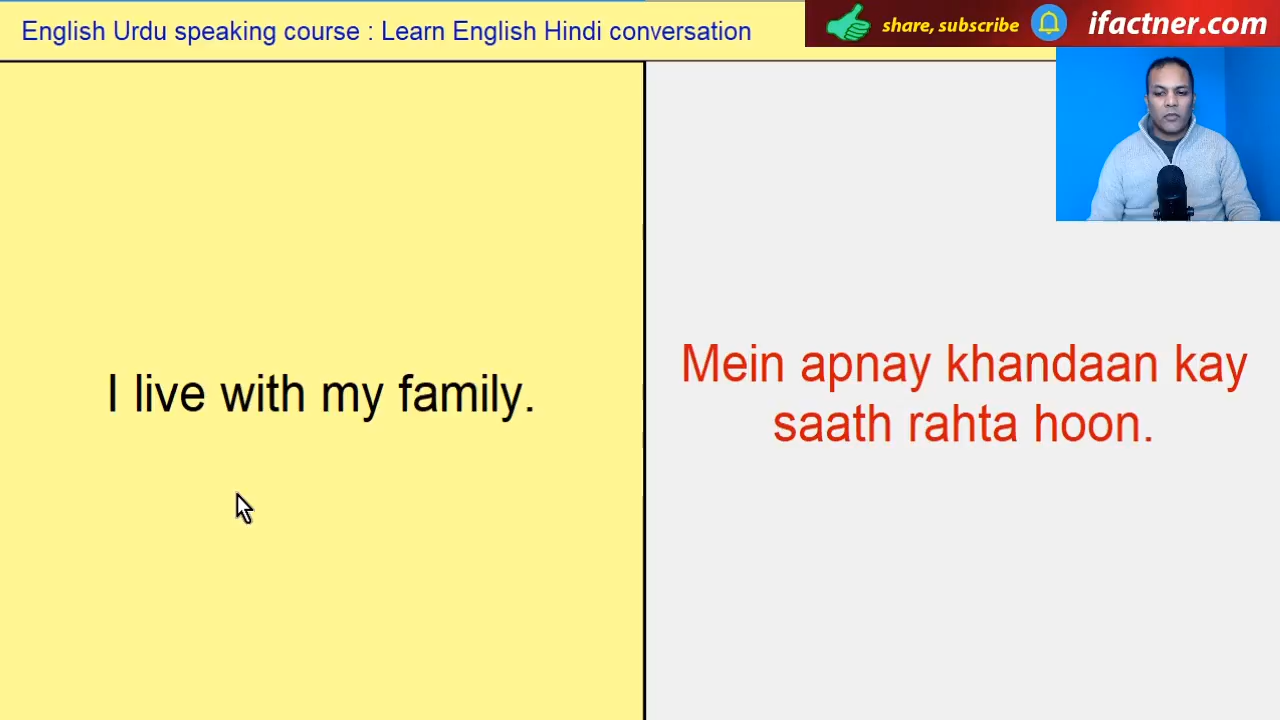 English Urdu speaking course : Learn English Hindi conversation
share, subscribe
ifactner.com
I live with my family.
Mein apnay khandaan kay
saath rahta hoon.